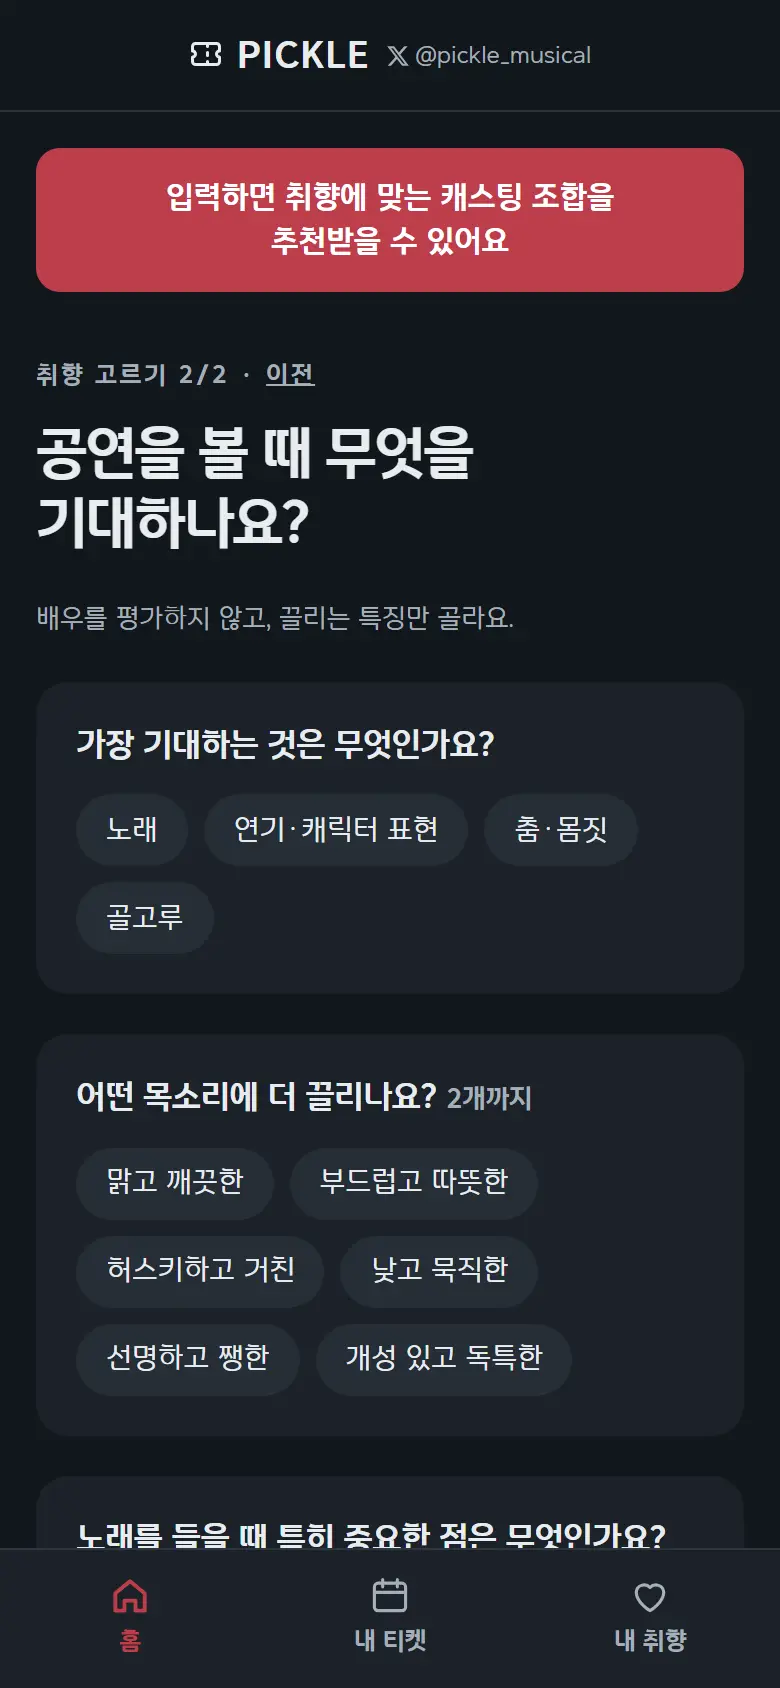 PICKLE @pickle_musical
입력하면 취향에 맞는 캐스팅 조합을
추천받을 수 있어요
취향 고르기 2/2 · 이전
공연을 볼 때 무엇을
기대하나요?
배우를 평가하지 않고, 끌리는 특징만 골라요.
가장 기대하는 것은 무엇인가요?
노래 연기·캐릭터 표현 춤·몸짓
골고루
어떤 목소리에 더 끌리나요? 2개까지
맑고 깨끗한 부드럽고 따뜻한
허스키하고 거친 낮고 묵직한
선명하고 쨍한 개성 있고 독특한
노래를 들을 때 특히 중요한 점은 무엇인가요?
홈 내 티켓 내 취향